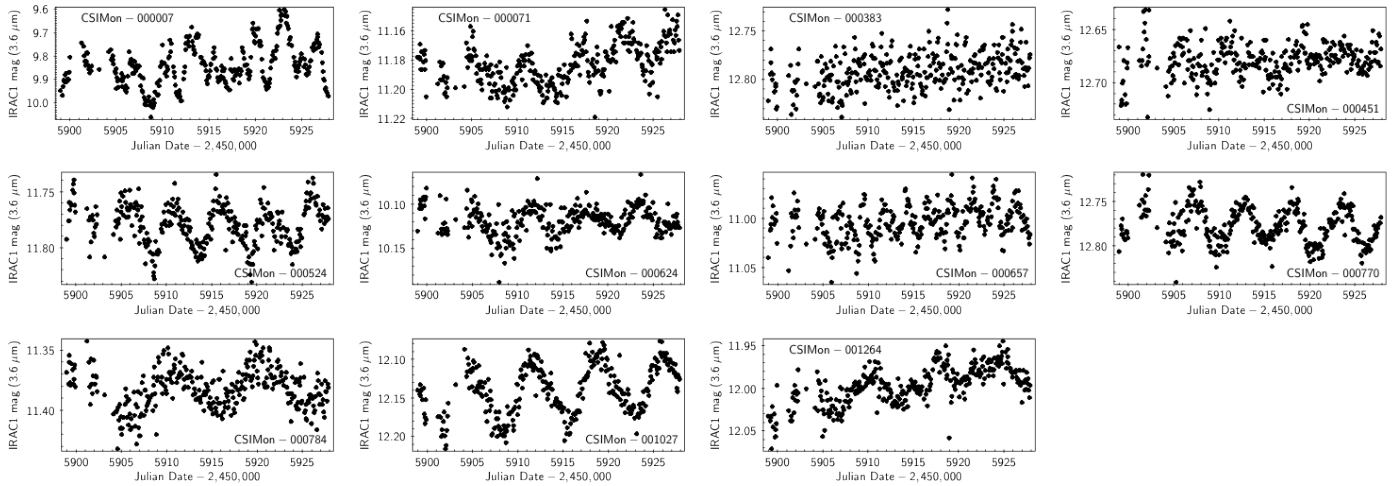 CSIMon – 000007
IRAC1 mag (3.6 μm)
9.6
9.7
9.8
9.9
10.0
5900 5905 5910 5915 5920 5925
Julian Date – 2,450,000
CSIMon – 000071
IRAC1 mag (3.6 μm)
11.16
11.18
11.20
11.22
5900 5905 5910 5915 5920 5925
Julian Date – 2,450,000
CSIMon – 000383
IRAC1 mag (3.6 μm)
12.75
12.80
5900 5905 5910 5915 5920 5925
Julian Date – 2,450,000
IRAC1 mag (3.6 μm)
12.65
12.70
CSIMon – 000451
5900 5905 5910 5915 5920 5925
Julian Date – 2,450,000
IRAC1 mag (3.6 μm)
11.75
11.80
CSIMon – 000524
5900 5905 5910 5915 5920 5925
Julian Date – 2,450,000
IRAC1 mag (3.6 μm)
10.10
10.15
CSIMon – 000624
5900 5905 5910 5915 5920 5925
Julian Date – 2,450,000
IRAC1 mag (3.6 μm)
11.00
11.05
CSIMon – 000657
5900 5905 5910 5915 5920 5925
Julian Date – 2,450,000
IRAC1 mag (3.6 μm)
12.75
12.80
CSIMon – 000770
5900 5905 5910 5915 5920 5925
Julian Date – 2,450,000
IRAC1 mag (3.6 μm)
11.35
11.40
CSIMon – 000784
5900 5905 5910 5915 5920 5925
Julian Date – 2,450,000
IRAC1 mag (3.6 μm)
12.10
12.15
12.20
CSIMon – 001027
5900 5905 5910 5915 5920 5925
Julian Date – 2,450,000
CSIMon – 001264
IRAC1 mag (3.6 μm)
11.95
12.00
12.05
5900 5905 5910 5915 5920 5925
Julian Date – 2,450,000